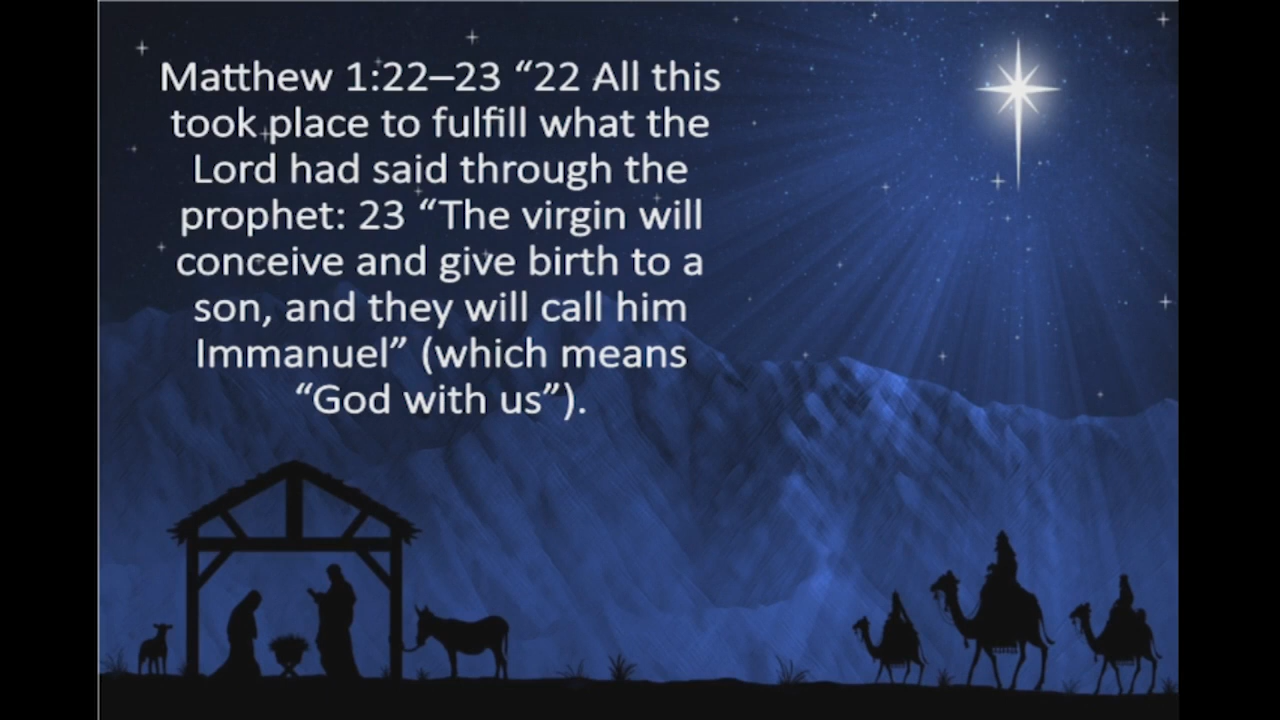 Matthew 1:22–23 “22 All this
took place to fulfill what the
Lord had said through the
prophet: 23 “The virgin will
conceive and give birth to a
son, and they will call him
Immanuel” (which means
“God with us”).